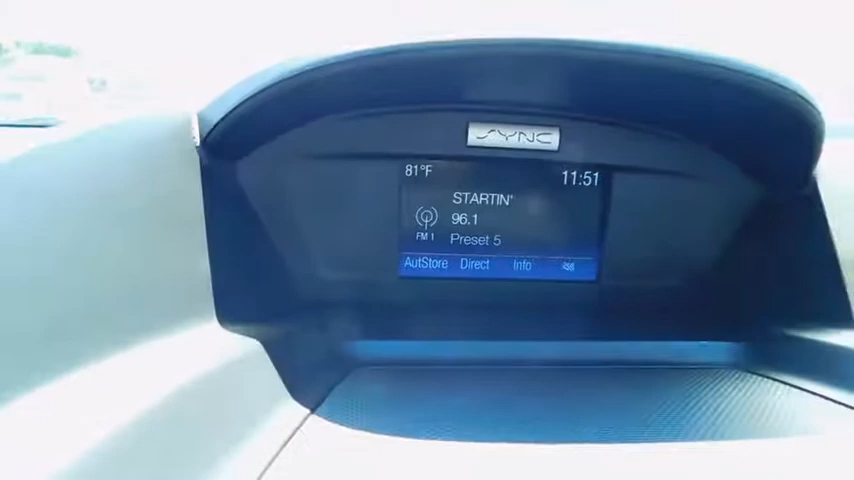 SYNC
81°F
11:51
STARTIN'
96.1
FM 1
Preset 5
AutStore Direct Info